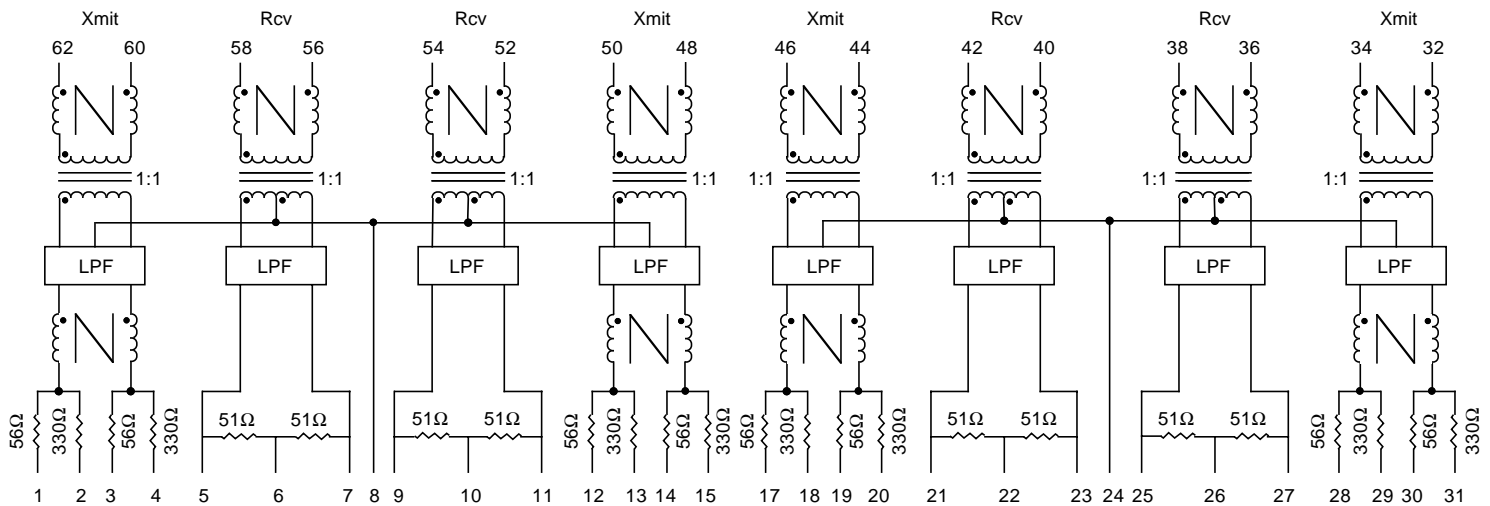 Xmit Rcv Rcv Xmit Xmit Rcv Rcv Xmit
62 60 58 56 54 52 50 48 46 44 42 40 38 36 34 32
1:1 1:1 1:1 1:1 1:1 1:1 1:1 1:1
LPF LPF LPF LPF LPF LPF LPF LPF
56Ω 330Ω 56Ω 330Ω 51Ω 51Ω 51Ω 51Ω 56Ω 330Ω 56Ω 330Ω 56Ω 330Ω 56Ω 330Ω 51Ω 51Ω 51Ω 51Ω 56Ω 330Ω 56Ω 330Ω
1 2 3 4 5 6 7 8 9 10 11 12 13 14 15 17 18 19 20 21 22 23 24 25 26 27 28 29 30 31